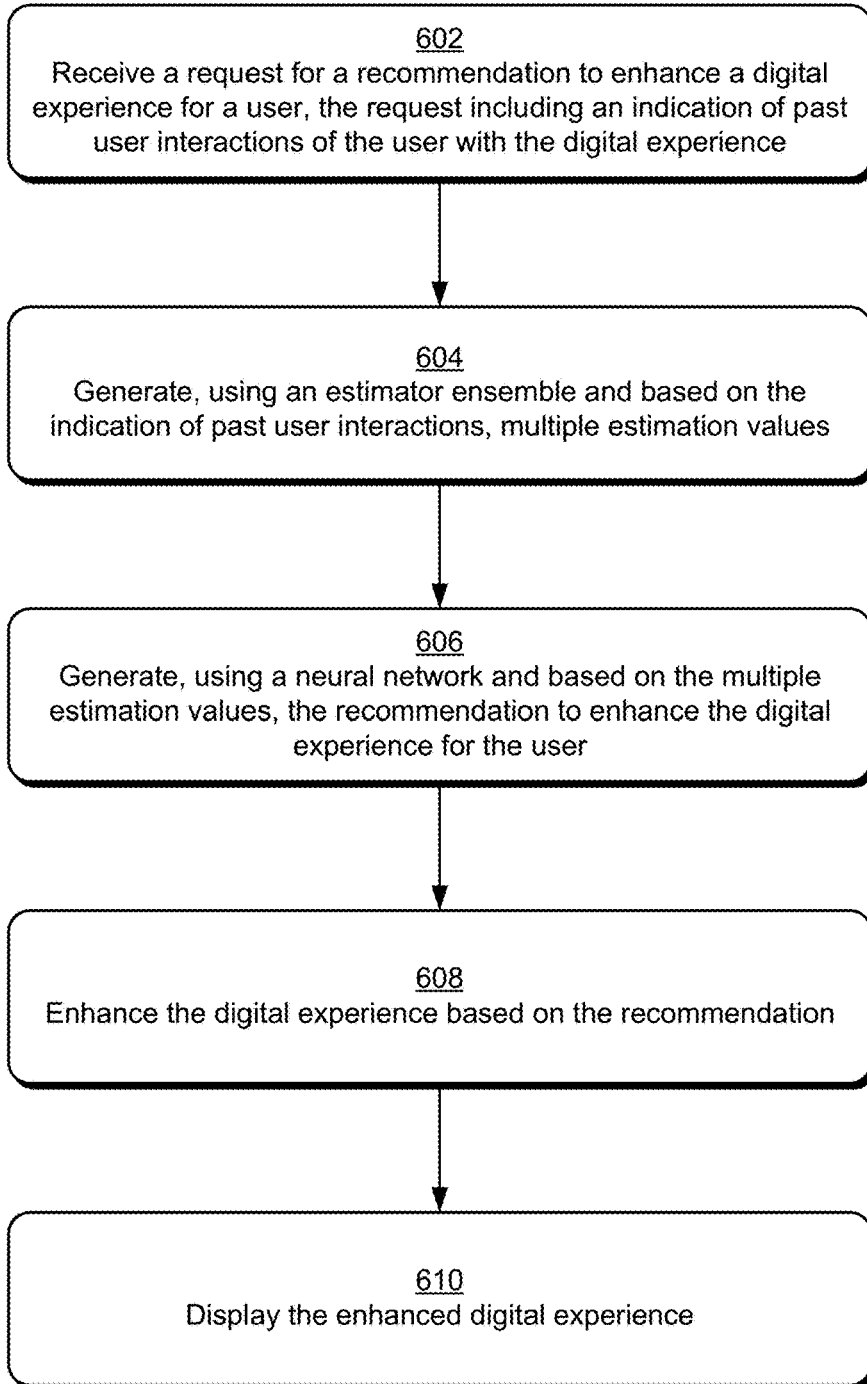 602
Receive a request for a recommendation to enhance a digital
experience for a user, the request including an indication of past
user interactions of the user with the digital experience
604
Generate, using an estimator ensemble and based on the
indication of past user interactions, multiple estimation values
606
Generate, using a neural network and based on the multiple
estimation values, the recommendation to enhance the digital
experience for the user
608
Enhance the digital experience based on the recommendation
610
Display the enhanced digital experience